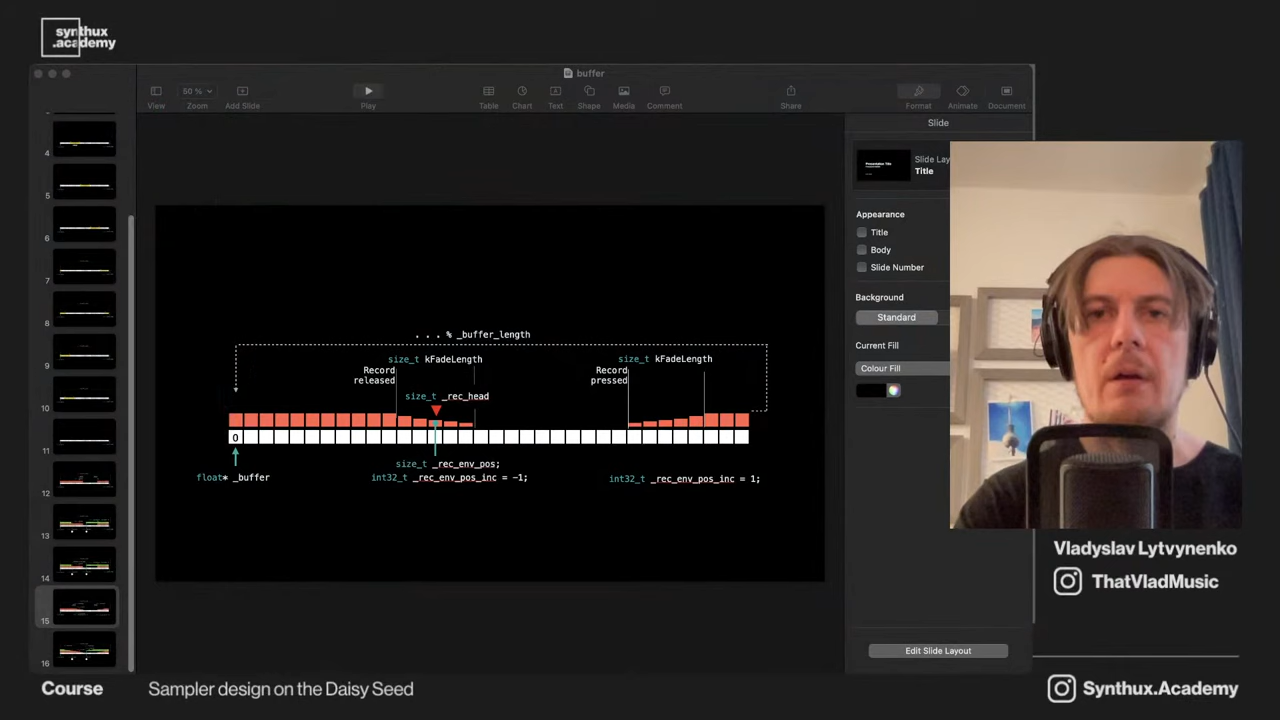 synthux
.academy
buffer
50 %
View
Zoom
Add Slide
Play
Table
Chart
Text
Shape
Media
Comment
Share
Format
Animate
Document
Slide
4
5
6
7
8
9
10
11
12
13
14
15
16
Slide Lay
Title
Appearance
Title
Body
Slide Number
Background
Standard
Current Fill
Colour Fill
Edit Slide Layout
. . . % _buffer_length
size_t kFadeLength
size_t kFadeLength
Record
released
Record
pressed
size_t _rec_head
0
size_t _rec_env_pos;
float* _buffer
int32_t _rec_env_pos_inc = -1;
int32_t _rec_env_pos_inc = 1;
Vladyslav Lytvynenko
ThatVladMusic
Course
Sampler design on the Daisy Seed
Synthux.Academy